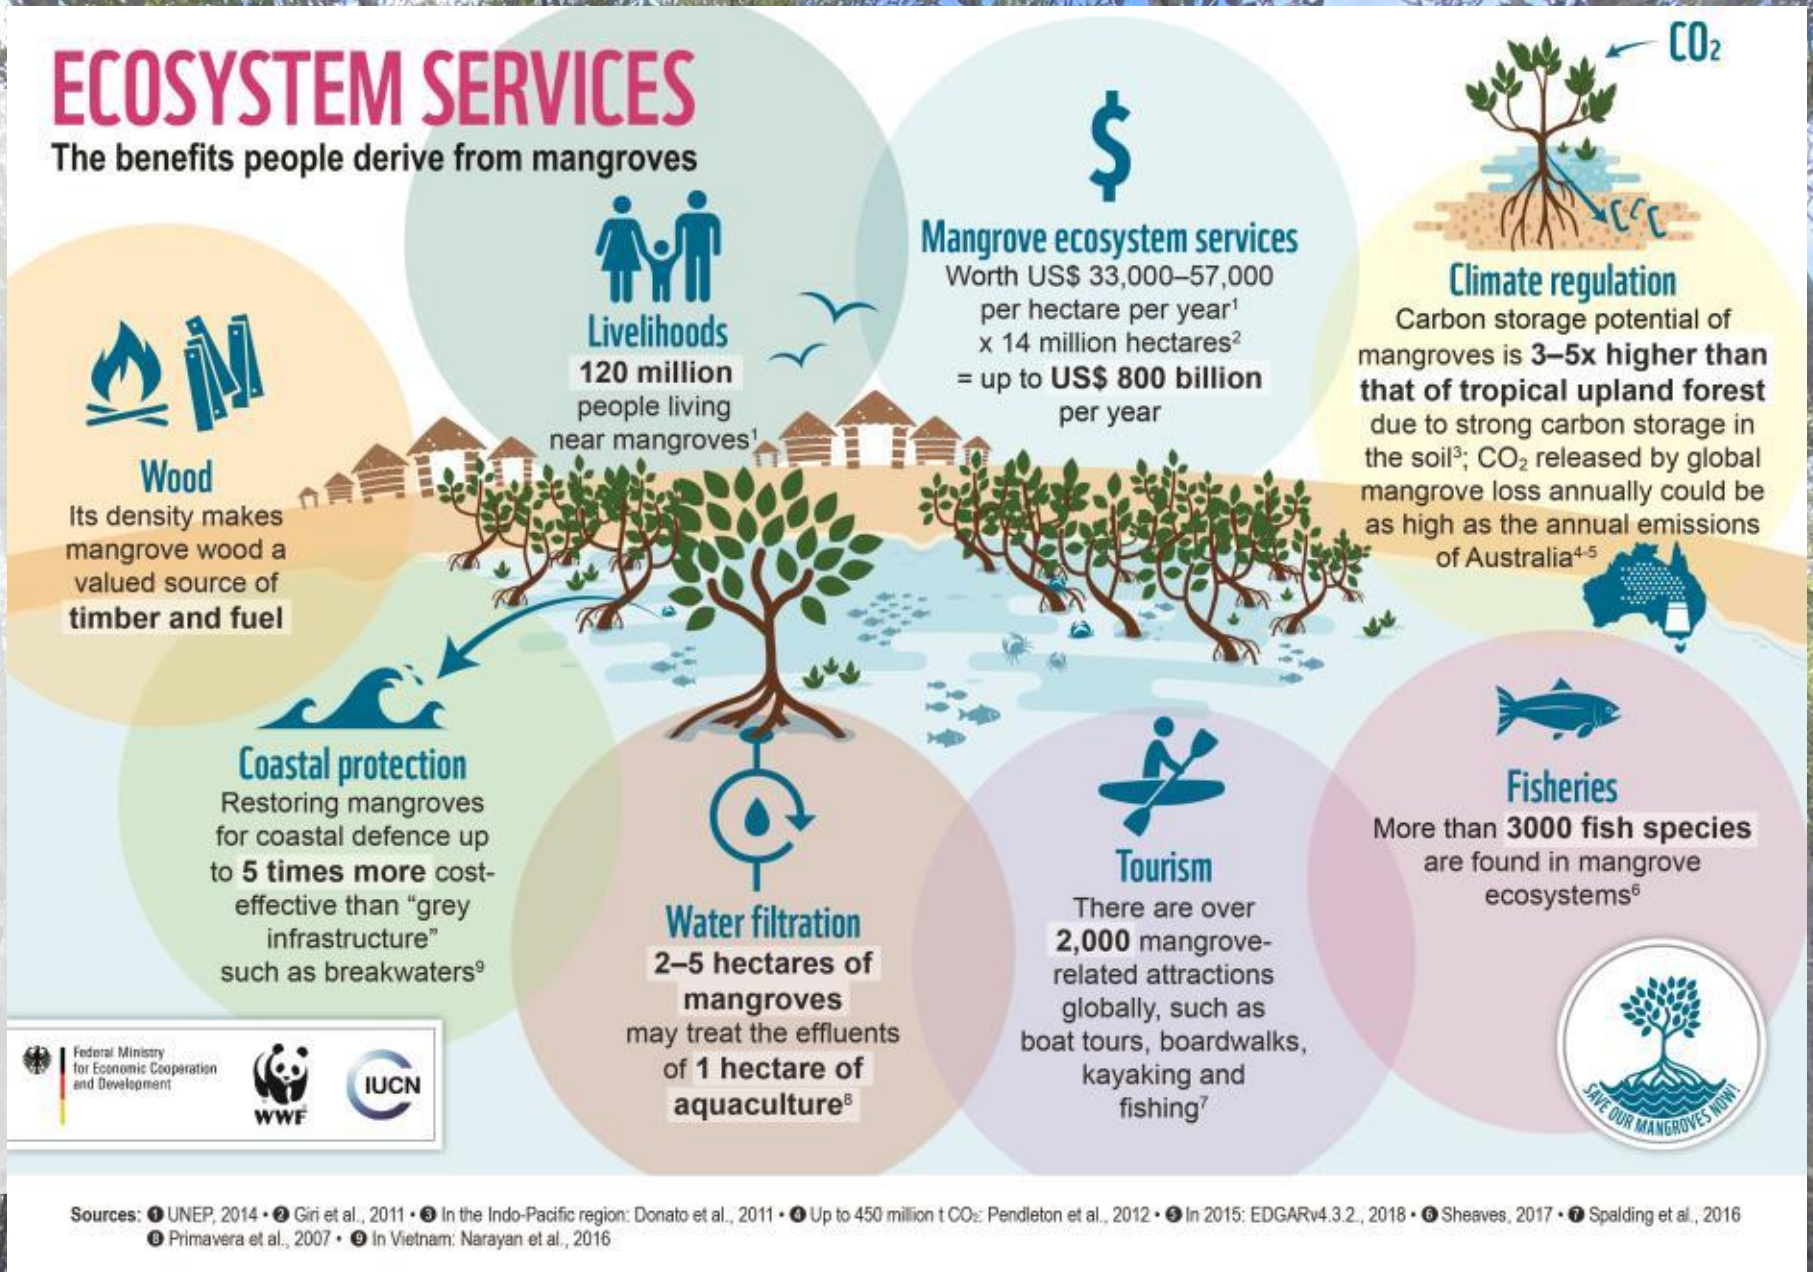 ECOSYSTEM SERVICES
The benefits people derive from mangroves
CO₂
C C C
Livelihoods
120 million
people living
near mangroves¹
$
Mangrove ecosystem services
Worth US$ 33,000–57,000
per hectare per year¹
x 14 million hectares²
= up to US$ 800 billion
per year
Climate regulation
Carbon storage potential of
mangroves is 3–5x higher than
that of tropical upland forest
due to strong carbon storage in
the soil³; CO₂ released by global
mangrove loss annually could be
as high as the annual emissions
of Australia⁴⁻⁵
Wood
Its density makes
mangrove wood a
valued source of
timber and fuel
Coastal protection
Restoring mangroves
for coastal defence up
to 5 times more cost-
effective than “grey
infrastructure”
such as breakwaters⁹
Water filtration
2–5 hectares of
mangroves
may treat the effluents
of 1 hectare of
aquaculture⁸
Tourism
There are over
2,000 mangrove-
related attractions
globally, such as
boat tours, boardwalks,
kayaking and
fishing⁷
Fisheries
More than 3000 fish species
are found in mangrove
ecosystems⁶
Federal Ministry
for Economic Cooperation
and Development
WWF
IUCN
SAVE OUR MANGROVES NOW!
Sources: ❶ UNEP, 2014 • ❷ Giri et al., 2011 • ❸ In the Indo-Pacific region: Donato et al., 2011 • ❹ Up to 450 million t CO₂: Pendleton et al., 2012 • ❺ In 2015: EDGARv4.3.2., 2018 • ❻ Sheaves, 2017 • ❼ Spalding et al., 2016
❽ Primavera et al., 2007 • ❾ In Vietnam: Narayan et al., 2016